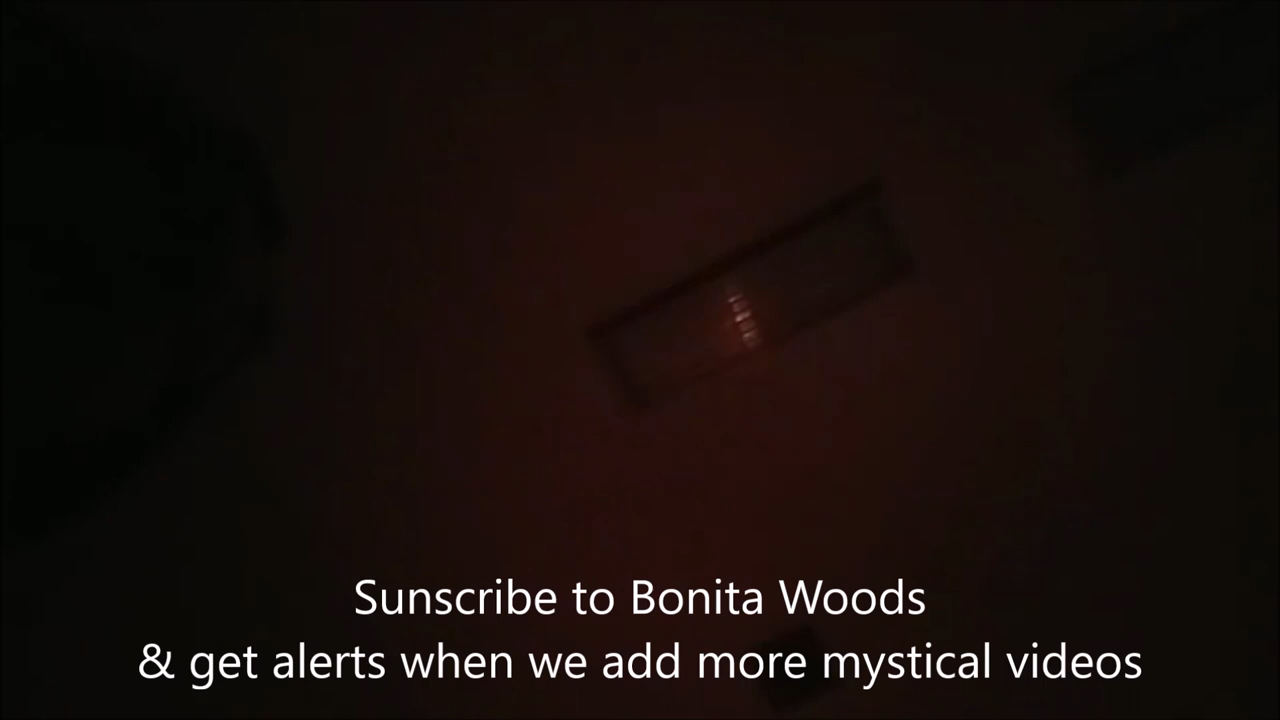 Sunscribe to Bonita Woods
& get alerts when we add more mystical videos